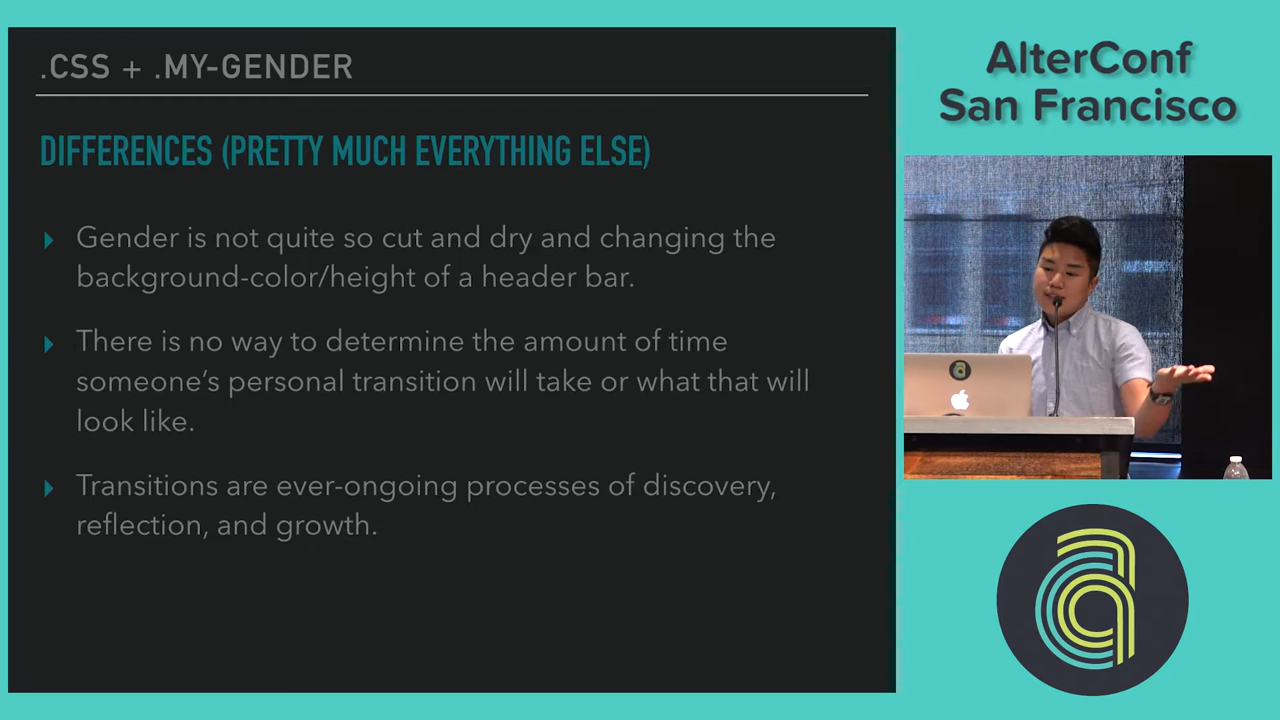 .CSS + .MY-GENDER
DIFFERENCES (PRETTY MUCH EVERYTHING ELSE)
Gender is not quite so cut and dry and changing the
background-color/height of a header bar.
There is no way to determine the amount of time
someone's personal transition will take or what that will
look like.
Transitions are ever-ongoing processes of discovery,
reflection, and growth.
AlterConf
San Francisco